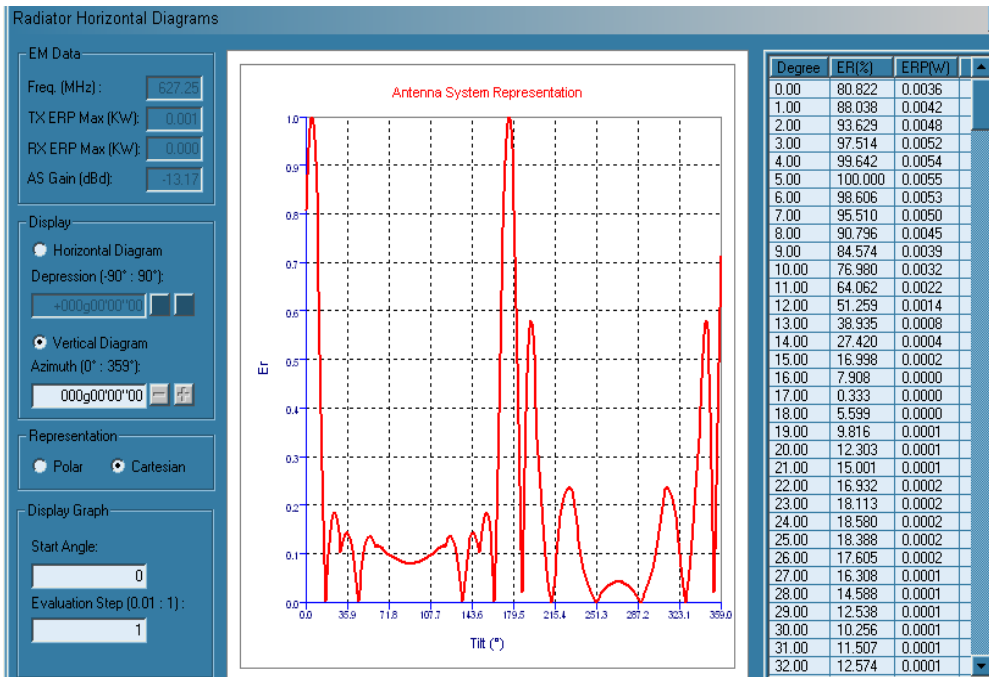 Radiator Horizontal Diagrams
EM Data
Freq. (MHz) : 627.25
TX ERP Max (KW): 0.001
RX ERP Max (KW): 0.000
AS Gain (dBd): -13.17
Display
Horizontal Diagram
Depression (-90° : 90°):
+000g00'00''00
Vertical Diagram
Azimuth (0° : 359°):
000g00'00''00
Representation
Polar Cartesian
Display Graph
Start Angle:
0
Evaluation Step (0.01 : 1) :
1
Antenna System Representation
1.0
0.9
0.8
0.7
0.6
0.5
0.4
0.3
0.2
0.1
0.0
Er
0.0 35.9 71.8 107.7 143.6 179.5 215.4 251.3 287.2 323.1 359.0
Tilt (°)
Degree ER(%) ERP(W)
0.00 80.822 0.0036
1.00 88.038 0.0042
2.00 93.629 0.0048
3.00 97.514 0.0052
4.00 99.642 0.0054
5.00 100.000 0.0055
6.00 98.606 0.0053
7.00 95.510 0.0050
8.00 90.796 0.0045
9.00 84.574 0.0039
10.00 76.980 0.0032
11.00 64.062 0.0022
12.00 51.259 0.0014
13.00 38.935 0.0008
14.00 27.420 0.0004
15.00 16.998 0.0002
16.00 7.908 0.0000
17.00 0.333 0.0000
18.00 5.599 0.0000
19.00 9.816 0.0001
20.00 12.303 0.0001
21.00 15.001 0.0001
22.00 16.932 0.0002
23.00 18.113 0.0002
24.00 18.580 0.0002
25.00 18.388 0.0002
26.00 17.605 0.0002
27.00 16.308 0.0001
28.00 14.588 0.0001
29.00 12.538 0.0001
30.00 10.256 0.0001
31.00 11.507 0.0001
32.00 12.574 0.0001